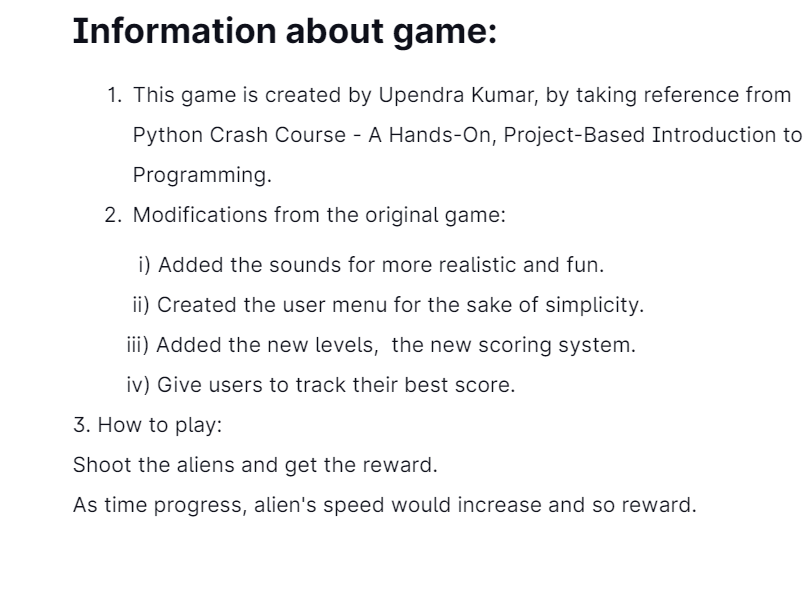 Information about game:
1. This game is created by Upendra Kumar, by taking reference from
Python Crash Course - A Hands-On, Project-Based Introduction to
Programming.
2. Modifications from the original game:
i) Added the sounds for more realistic and fun.
ii) Created the user menu for the sake of simplicity.
iii) Added the new levels,  the new scoring system.
iv) Give users to track their best score.
3. How to play:
Shoot the aliens and get the reward.
As time progress, alien's speed would increase and so reward.